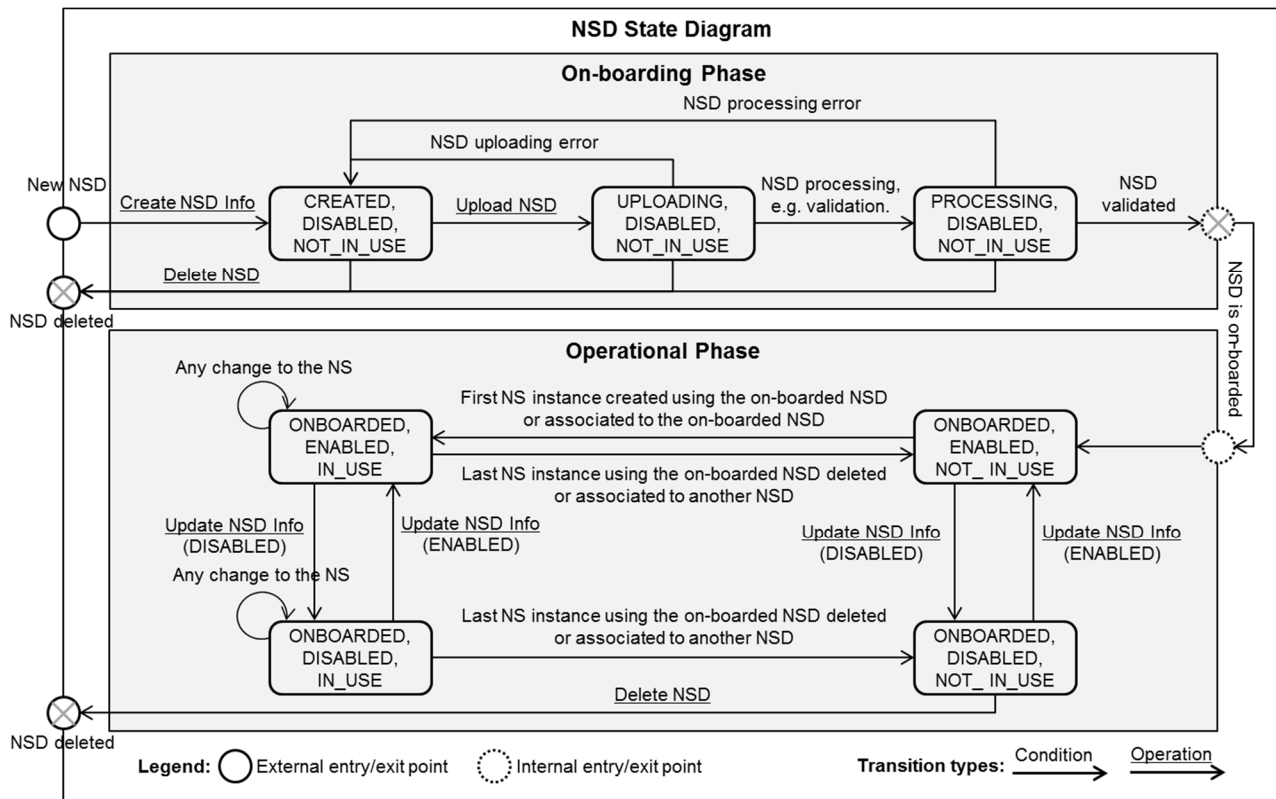 NSD State Diagram
On-boarding Phase
NSD processing error
NSD uploading error
New NSD
Create NSD Info
CREATED,
DISABLED,
NOT_IN_USE
Upload NSD
UPLOADING,
DISABLED,
NOT_IN_USE
NSD processing,
e.g. validation.
PROCESSING,
DISABLED,
NOT_IN_USE
NSD
validated
Delete NSD
NSD deleted
NSD is on-boarded
Operational Phase
Any change to the NS
First NS instance created using the on-boarded NSD
or associated to the on-boarded NSD
ONBOARDED,
ENABLED,
IN_USE
ONBOARDED,
ENABLED,
NOT_ IN_USE
Last NS instance using the on-boarded NSD deleted
or associated to another NSD
Update NSD Info
(DISABLED)
Update NSD Info
(ENABLED)
Update NSD Info
(DISABLED)
Update NSD Info
(ENABLED)
Any change to the NS
Last NS instance using the on-boarded NSD deleted
or associated to another NSD
ONBOARDED,
DISABLED,
IN_USE
ONBOARDED,
DISABLED,
NOT_ IN_USE
Delete NSD
NSD deleted
Legend:
External entry/exit point
Internal entry/exit point
Transition types:
Condition
Operation